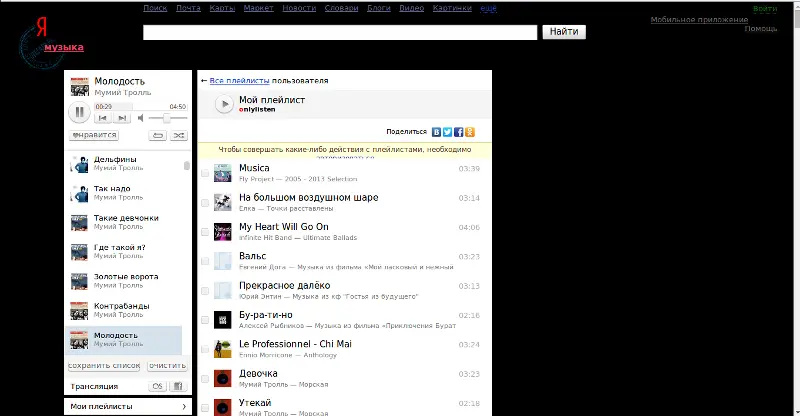 Поиск Почта Карты Маркет Новости Словари Блоги Видео Картинки ещё
Войти
Мобильное приложение
Помощь
Найти
Я
музыка
Молодость
Мумий Тролль
00:29 04:50
нравится
Дельфины
Мумий Тролль
Так надо
Мумий Тролль
Такие девчонки
Мумий Тролль
Где такой я?
Мумий Тролль
Золотые ворота
Мумий Тролль
Контрабанды
Мумий Тролль
Молодость
Мумий Тролль
сохранить список очистить
Трансляция
Мои плейлисты
← Все плейлисты пользователя
Мой плейлист
onlylisten
Поделиться
Чтобы совершать какие-либо действия с плейлистами, необходимо
Musica 03:39
Fly Project — 2005 - 2013 Selection
На большом воздушном шаре 03:14
Елка — Точки расставлены
My Heart Will Go On 04:06
Infinite Hit Band — Ultimate Ballads
Вальс 03:23
Евгений Дога — Музыка из фильма «Мой ласковый и нежный
Прекрасное далёко 03:13
Юрий Энтин — Музыка из кф "Гостья из будущего"
Бу-ра-ти-но 02:16
Алексей Рыбников — Музыка из фильма «Приключения Бурат
Le Professionnel - Chi Mai 03:24
Ennio Morricone — Anthology
Девочка 03:23
Мумий Тролль — Морская
Утекай 02:18
Мумий Тролль — Морская